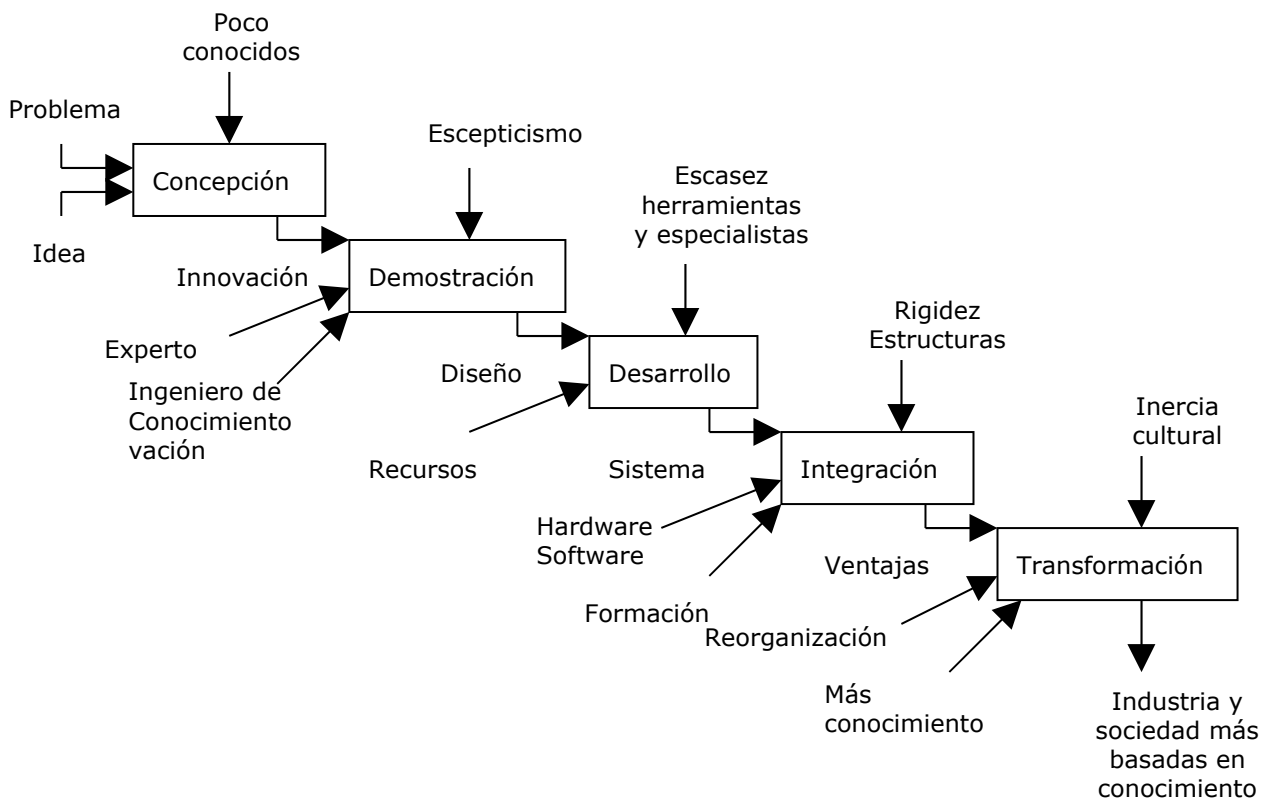 Poco
conocidos
Problema
Escepticismo
Concepción
Escasez
herramientas
y especialistas
Idea
Innovación
Demostración
Rigidez
Estructuras
Experto
Diseño
Desarrollo
Ingeniero de
Conocimiento
vación
Inercia
cultural
Recursos
Sistema
Integración
Hardware
Software
Ventajas
Transformación
Formación
Reorganización
Más
conocimiento
Industria y
sociedad más
basadas en
conocimiento